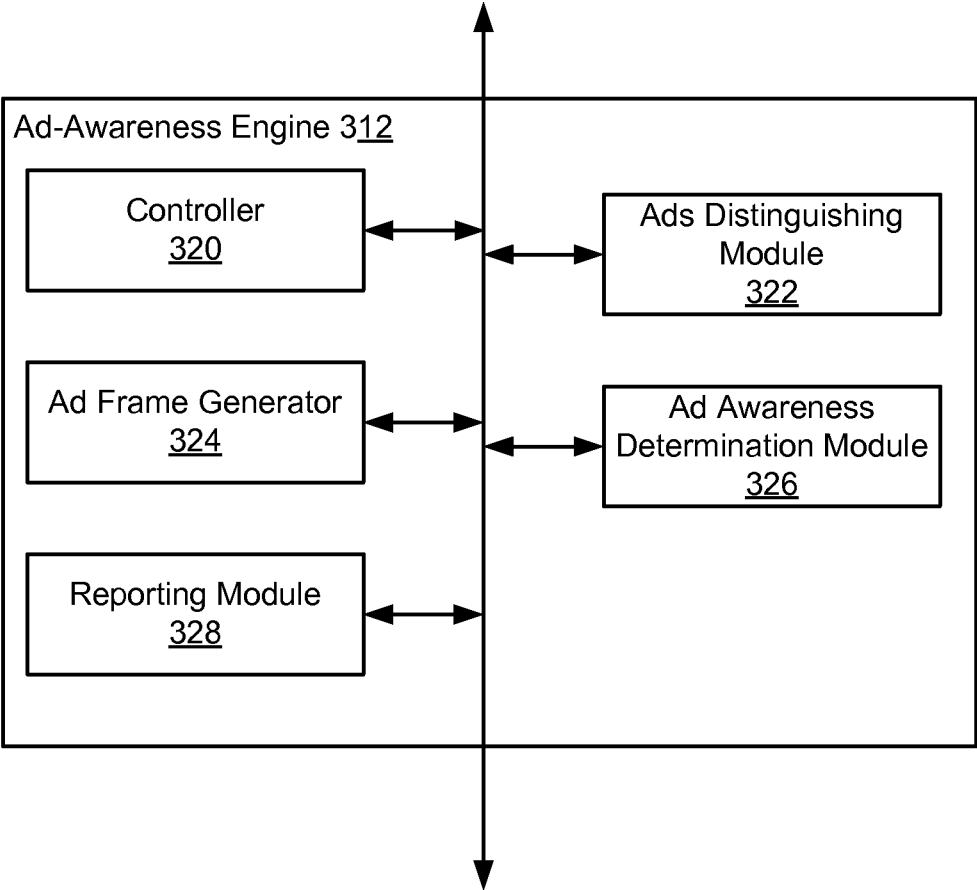 Ad-Awareness Engine 312
Controller
320
Ads Distinguishing
Module
322
Ad Frame Generator
324
Ad Awareness
Determination Module
326
Reporting Module
328